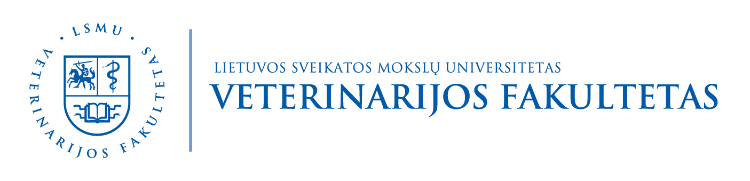 · LSMU ·
VETERINARIJOS FAKULTETAS
LIETUVOS SVEIKATOS MOKSLŲ UNIVERSITETAS
VETERINARIJOS FAKULTETAS